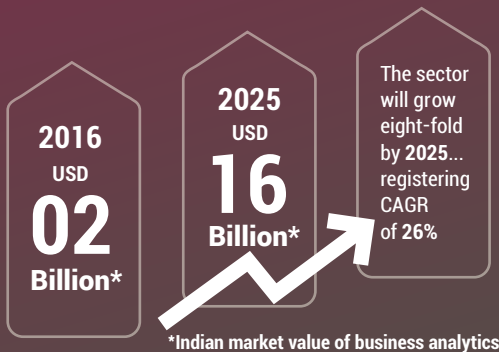 2016
USD
02
Billion*
2025
USD
16
Billion*
The sector
will grow
eight-fold
by 2025...
registering
CAGR
of 26%
*Indian market value of business analytics